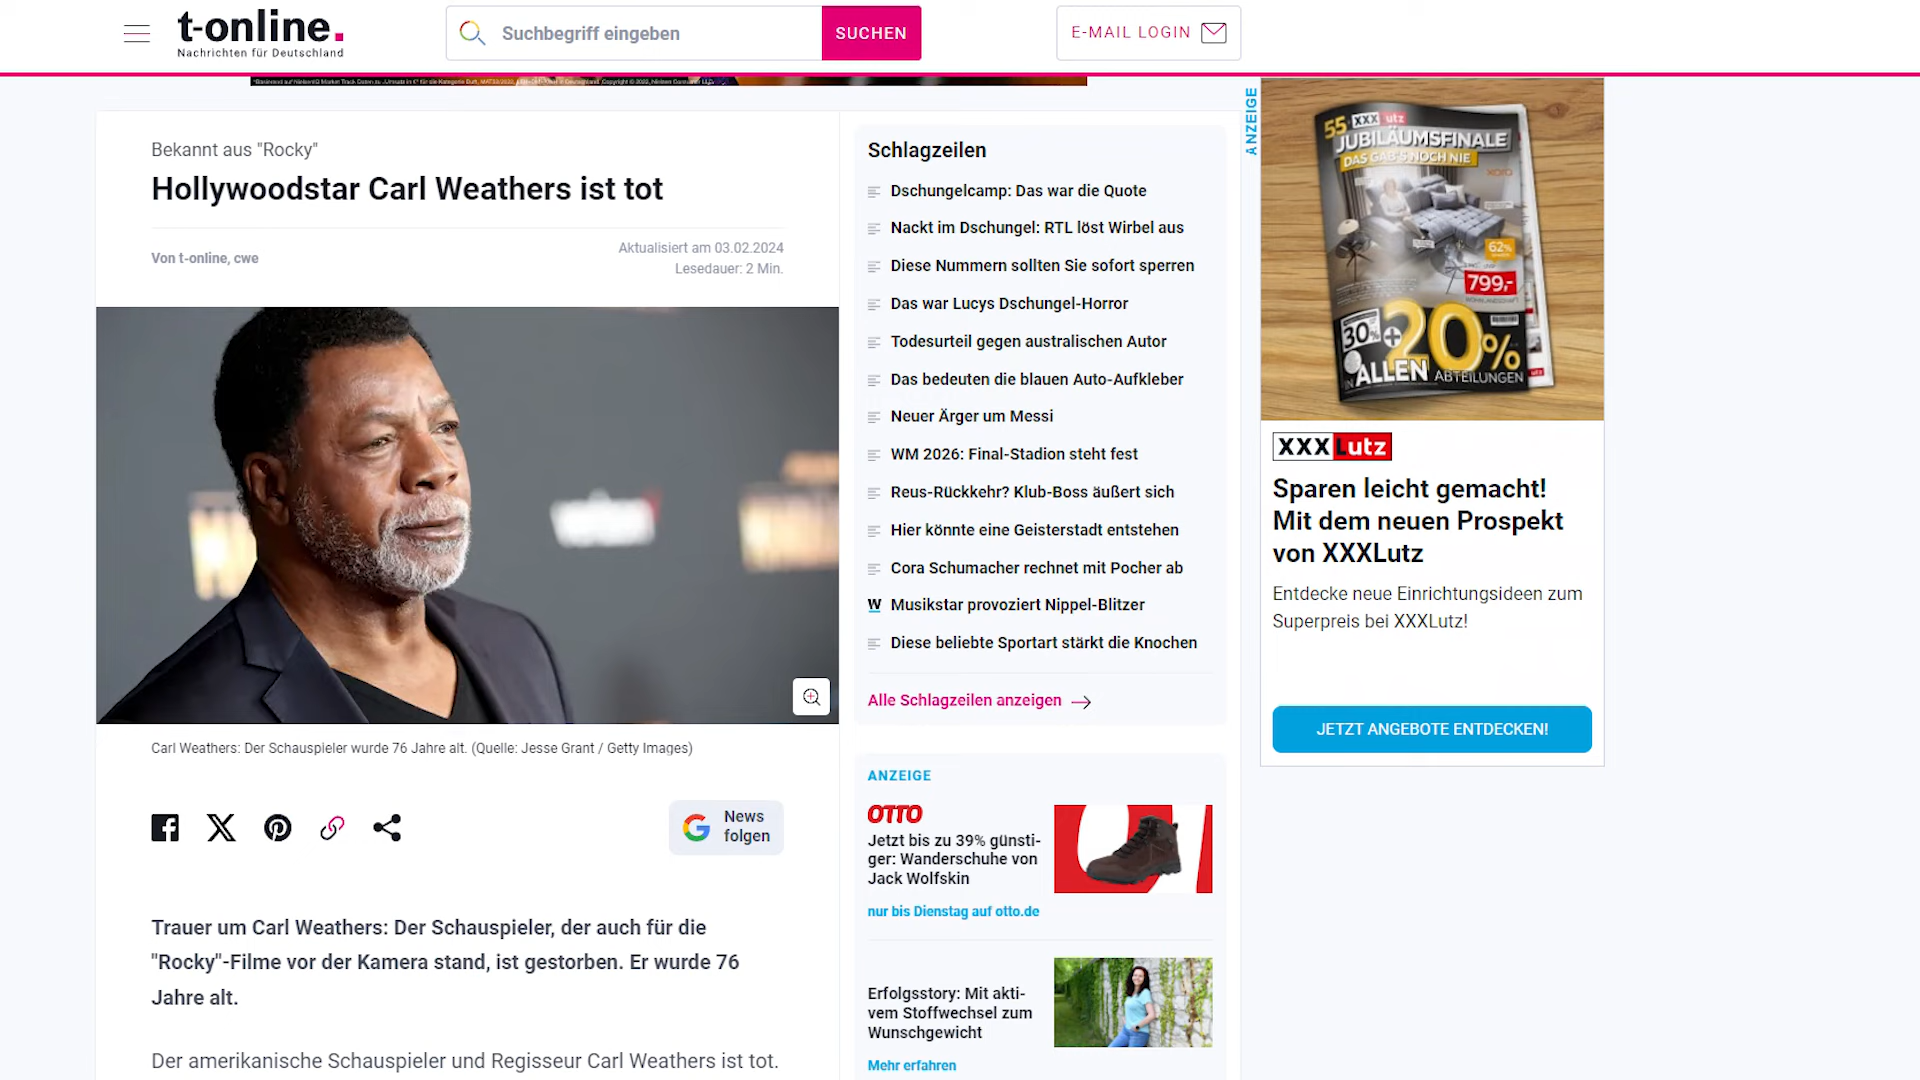 t-online.
Nachrichten für Deutschland
Suchbegriff eingeben
SUCHEN
E-MAIL LOGIN
Bekannt aus "Rocky"
Hollywoodstar Carl Weathers ist tot
Von t-online, cwe
Aktualisiert am 03.02.2024
Lesedauer: 2 Min.
Carl Weathers: Der Schauspieler wurde 76 Jahre alt. (Quelle: Jesse Grant / Getty Images)
News
folgen
Trauer um Carl Weathers: Der Schauspieler, der auch für die
"Rocky"-Filme vor der Kamera stand, ist gestorben. Er wurde 76
Jahre alt.
Der amerikanische Schauspieler und Regisseur Carl Weathers ist tot.
Schlagzeilen
Dschungelcamp: Das war die Quote
Nackt im Dschungel: RTL löst Wirbel aus
Diese Nummern sollten Sie sofort sperren
Das war Lucys Dschungel-Horror
Todesurteil gegen australischen Autor
Das bedeuten die blauen Auto-Aufkleber
Neuer Ärger um Messi
WM 2026: Final-Stadion steht fest
Reus-Rückkehr? Klub-Boss äußert sich
Hier könnte eine Geisterstadt entstehen
Cora Schumacher rechnet mit Pocher ab
W Musikstar provoziert Nippel-Blitzer
Diese beliebte Sportart stärkt die Knochen
Alle Schlagzeilen anzeigen
ANZEIGE
OTTO
Jetzt bis zu 39% günsti-
ger: Wanderschuhe von
Jack Wolfskin
nur bis Dienstag auf otto.de
Erfolgsstory: Mit akti-
vem Stoffwechsel zum
Wunschgewicht
Mehr erfahren
ANZEIGE
55 XXX Lutz
JUBILÄUMSFINALE
DAS GAB'S NOCH NIE
xora
62%
799,-
30% + 20%
IN ALLEN ABTEILUNGEN
XXXLutz
Sparen leicht gemacht!
Mit dem neuen Prospekt
von XXXLutz
Entdecke neue Einrichtungsideen zum
Superpreis bei XXXLutz!
JETZT ANGEBOTE ENTDECKEN!